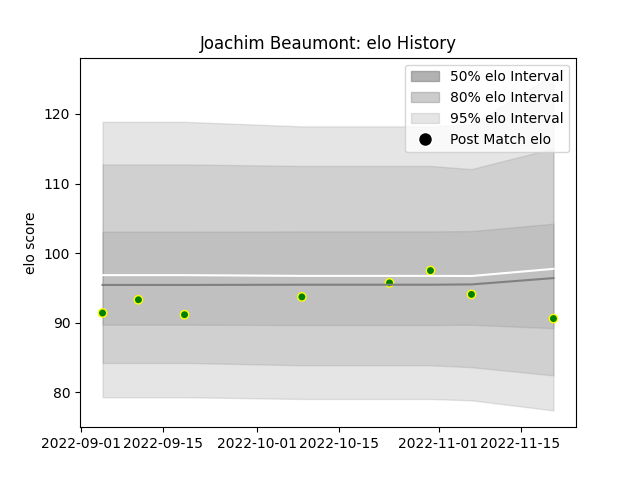 Joachim Beaumont: elo History
50% elo Interval
80% elo Interval
95% elo Interval
Post Match elo
elo score
120
110
100
90
80
2022-09-01 2022-09-15 2022-10-01 2022-10-15 2022-11-01 2022-11-15